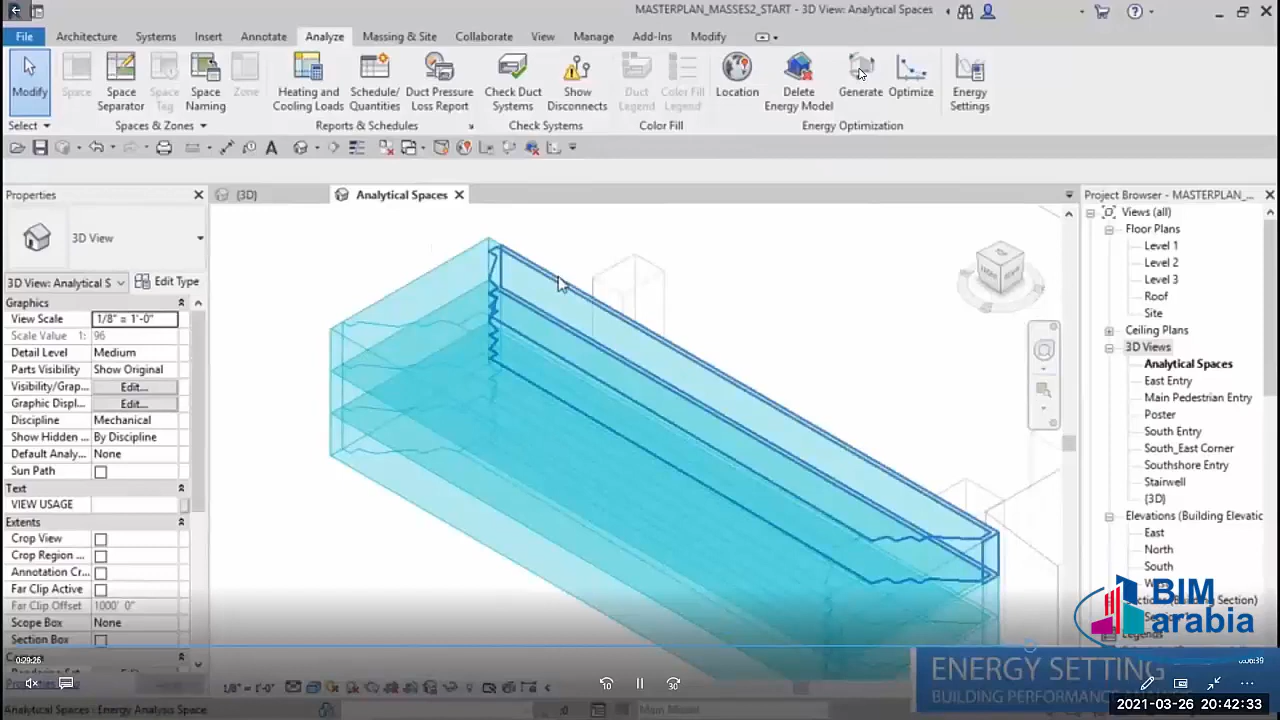 MASTERPLAN_MASSES2_START - 3D View: Analytical Spaces
File Architecture Systems Insert Annotate Analyze Massing & Site Collaborate View Manage Add-Ins Modify
Modify
Space
Space Separator
Space Tag
Space Naming
Zone
Heating and Cooling Loads
Schedule/ Quantities
Duct Pressure Loss Report
Check Duct Systems
Show Disconnects
Duct Legend
Color Fill Legend
Location
Delete Energy Model
Generate
Optimize
Energy Settings
Select
Spaces & Zones
Reports & Schedules
Check Systems
Color Fill
Energy Optimization
Properties
(3D)
Analytical Spaces
3D View
3D View: Analytical S
Edit Type
Graphics
View Scale 1/8" = 1'-0"
Scale Value 1: 96
Detail Level Medium
Parts Visibility Show Original
Visibility/Grap... Edit...
Graphic Displ... Edit...
Discipline Mechanical
Show Hidden ... By Discipline
Default Analy... None
Sun Path
Text
VIEW USAGE
Extents
Crop View
Crop Region ...
Annotation Cr...
Far Clip Active
Far Clip Offset 1000' 0"
Scope Box None
Section Box
Project Browser - MASTERPLAN_...
Views (all)
Floor Plans
Level 1
Level 2
Level 3
Roof
Site
Ceiling Plans
3D Views
Analytical Spaces
East Entry
Main Pedestrian Entry
Poster
South Entry
South_East Corner
Southshore Entry
Stairwell
(3D)
Elevations (Building Elevatic
East
North
South
BIM
arabia
0:29:26
10
30
1/8" = 1'-0"
Analytical Spaces : Energy Analysis Space
:0
Main Model
ENERGY SETTING
2021-03-26 20:42:33